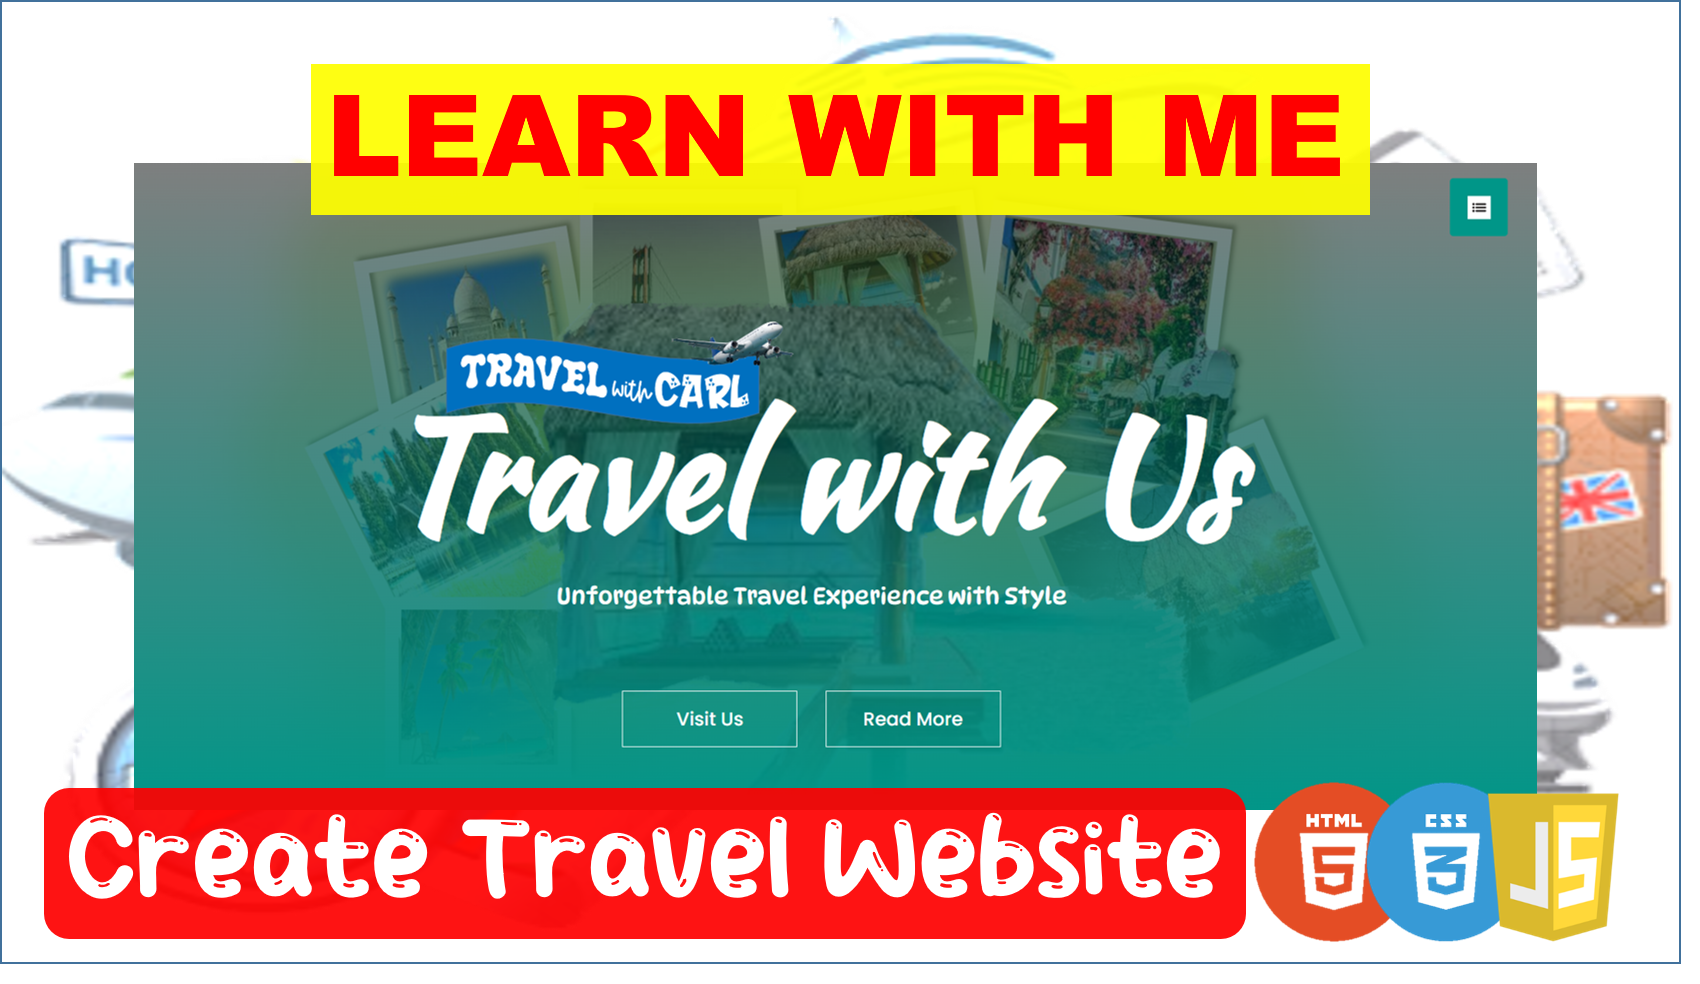 LEARN WITH ME
HO
TRAVEL with CARL
Travel with Us
Unforgettable Travel Experience with Style
Visit Us
Read More
Create Travel Website
HTML
5
CSS
3
JS